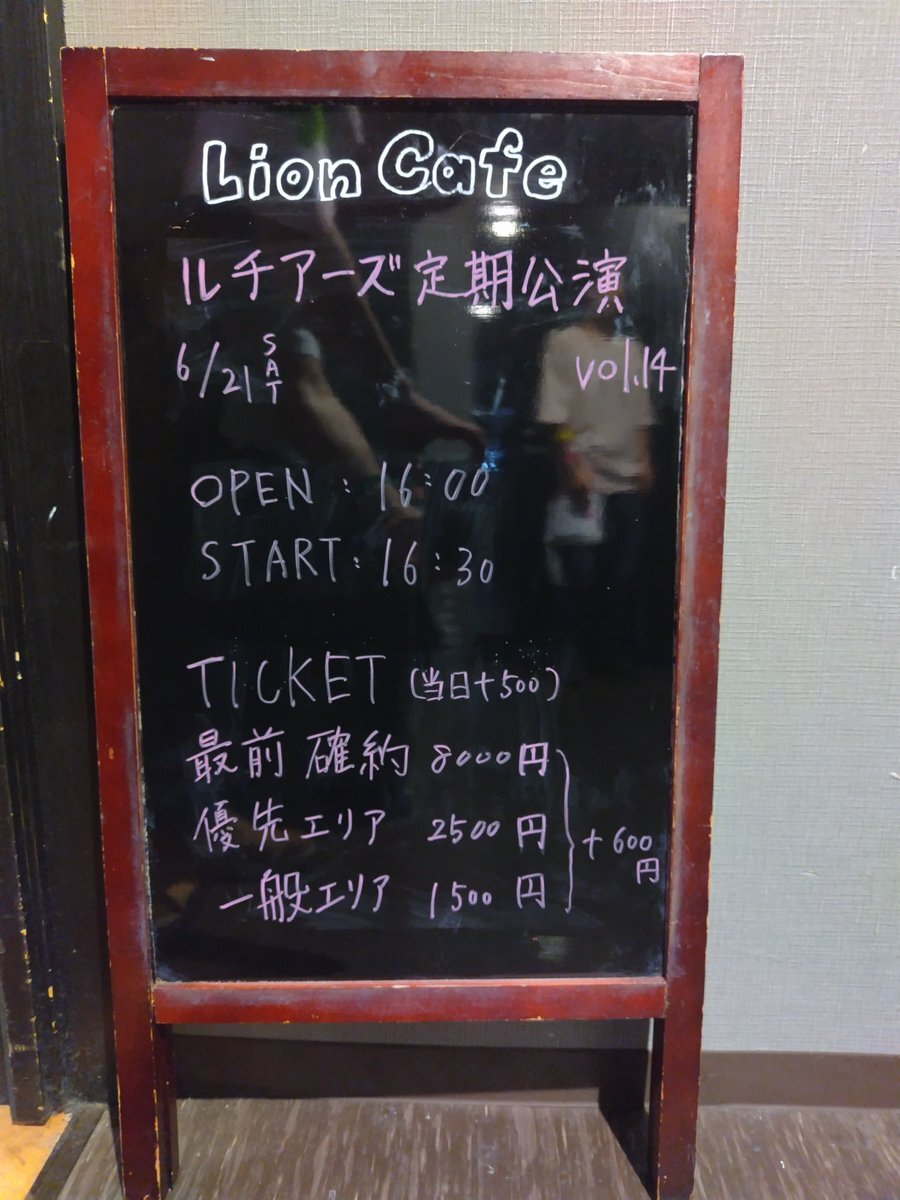 Lion Cafe
ルチアーズ定期公演
6/21 SAT vol.14
OPEN : 16:00
START : 16:30
TICKET (当日+500)
最前確約 8000円
優先エリア 2500円
一般エリア 1500円
+600円